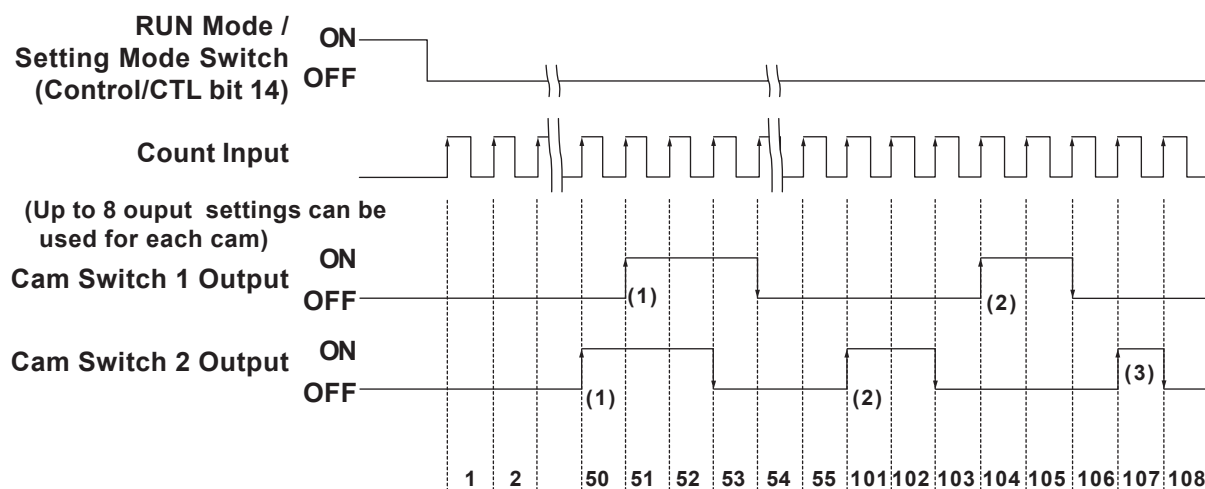 RUN Mode /
Setting Mode Switch
(Control/CTL bit 14)
ON
OFF
Count Input
(Up to 8 ouput settings can be
used for each cam)
Cam Switch 1 Output
ON
OFF
(1)
(2)
Cam Switch 2 Output
ON
OFF
(1)
(2)
(3)
1 2 50 51 52 53 54 55 101 102 103 104 105 106 107 108